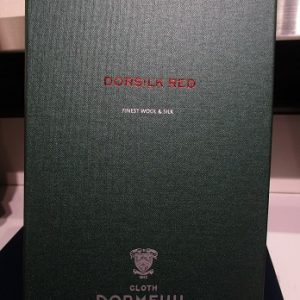 DORSILK RED
FINEST WOOL & SILK
CLOTH
DORMEUIL